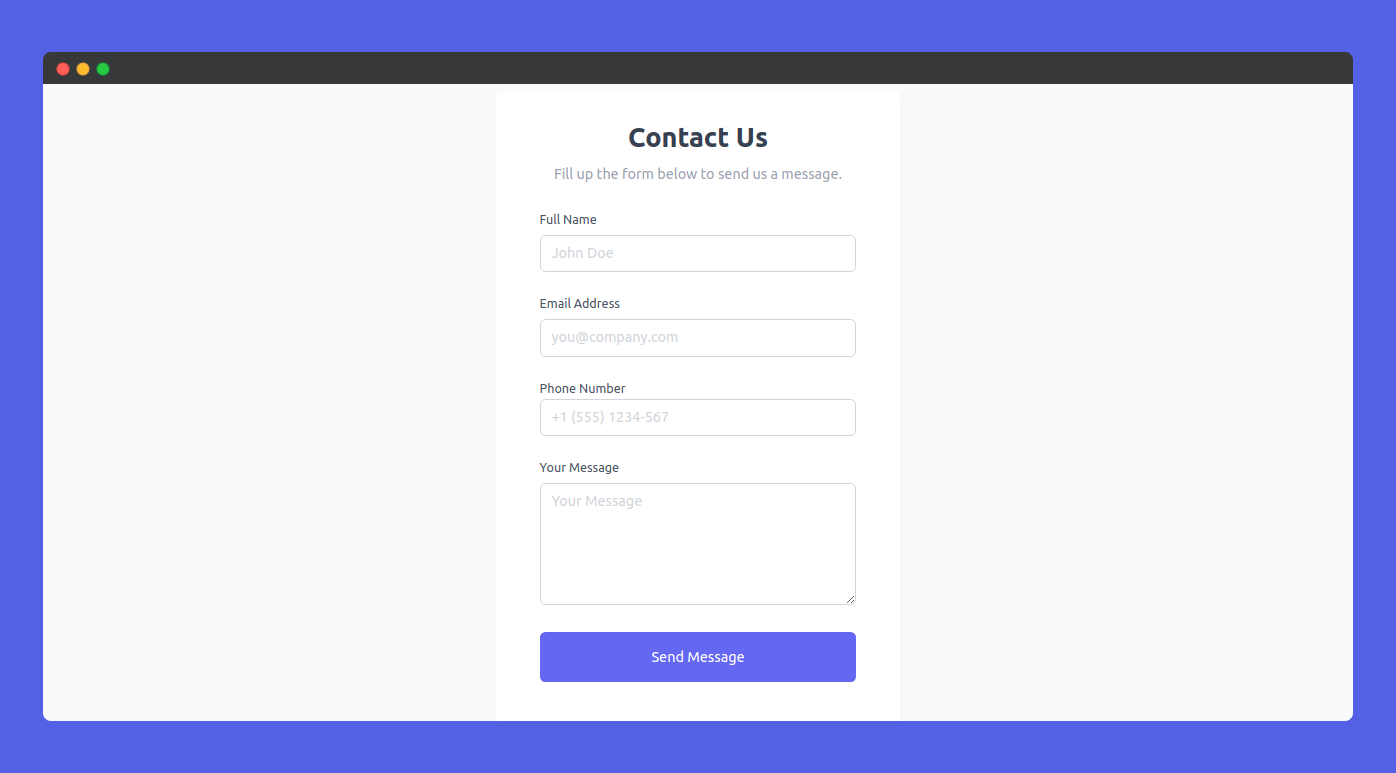 Contact Us
Fill up the form below to send us a message.
Full Name
John Doe
Email Address
you@company.com
Phone Number
+1 (555) 1234-567
Your Message
Your Message
Send Message